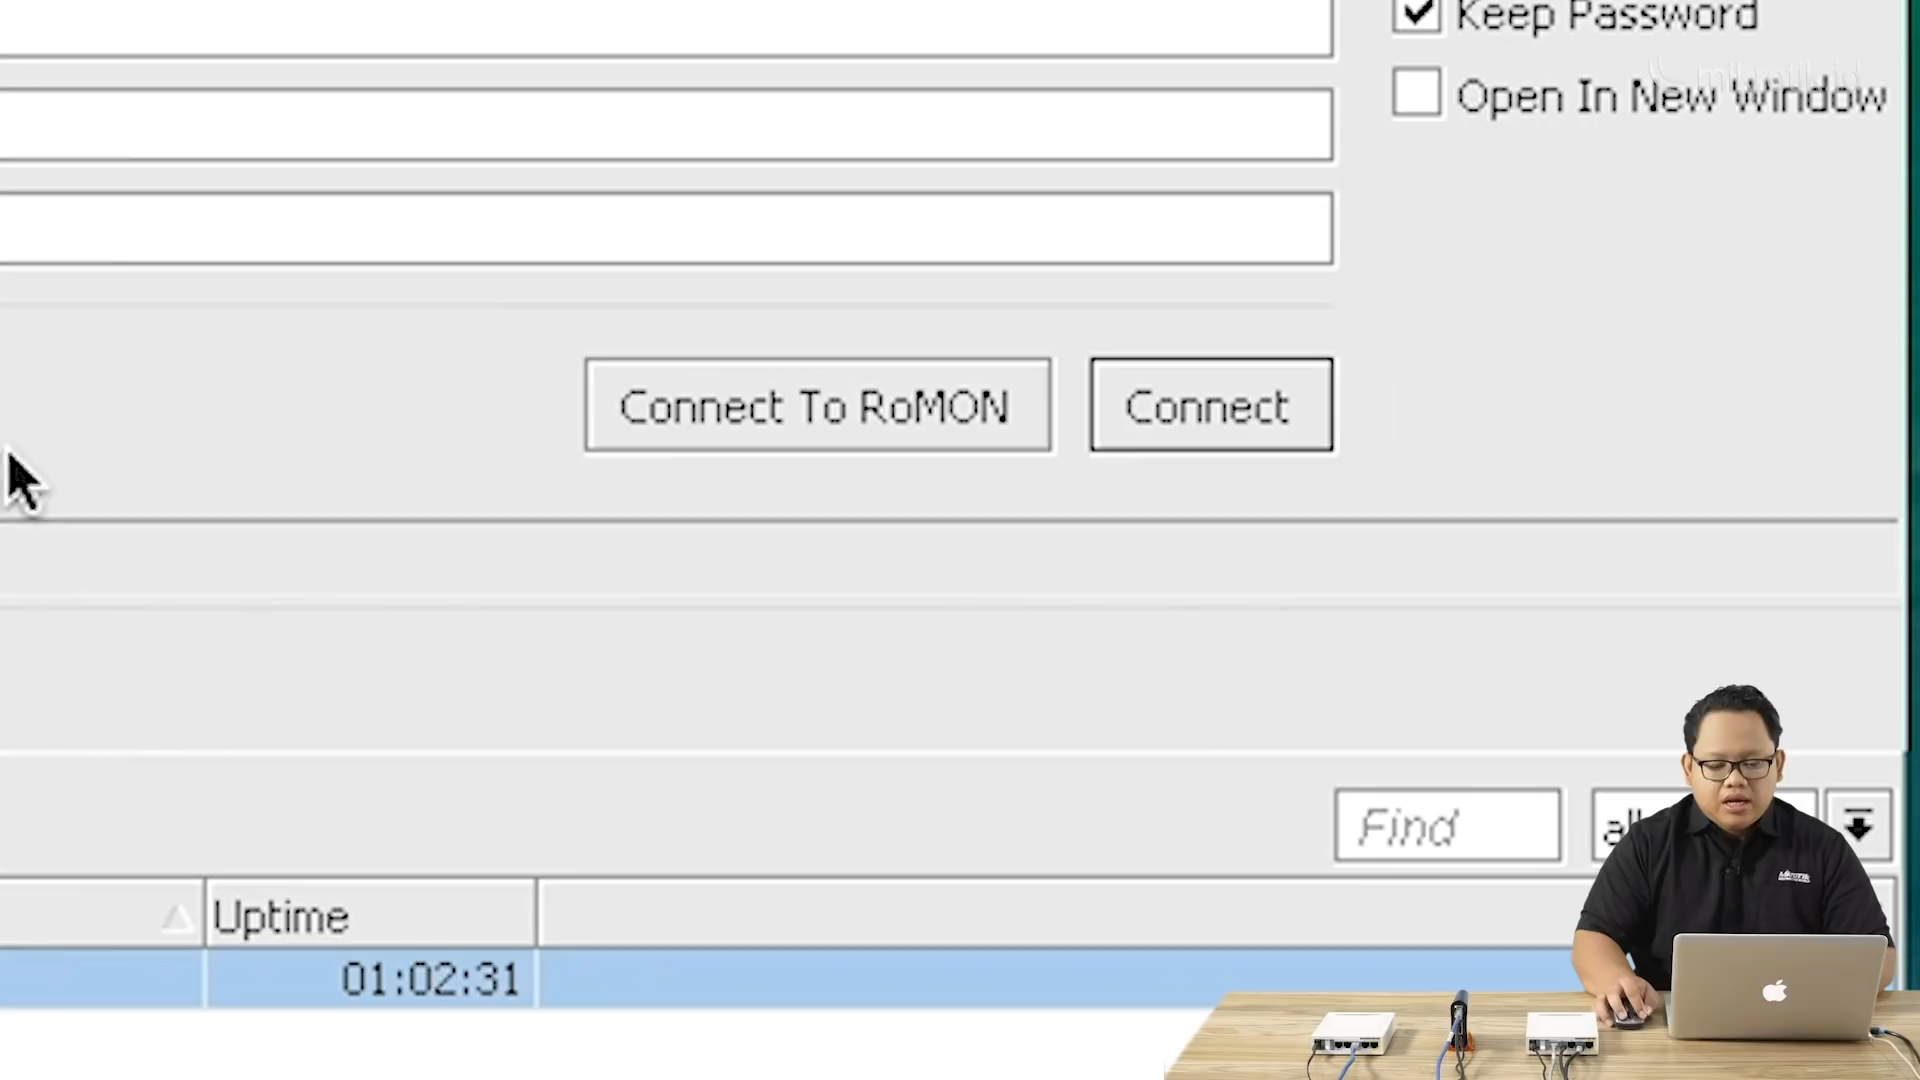 Keep Password
Open In New Window
Connect To RoMON
Connect
Find
Uptime
01:02:31